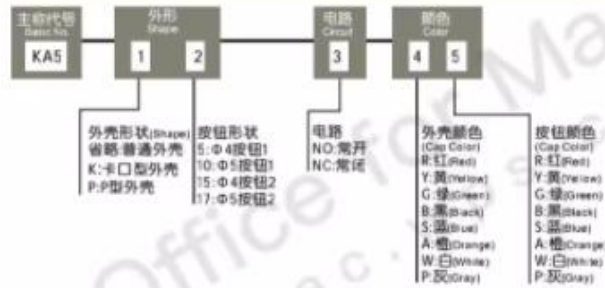 主称代号 外形 电路 颜色
Basic No. Shape Circuit Color
KA5 1 2 3 4 5
外壳形状(Shape)
省略:普通外壳
K:卡口型外壳
P:P型外壳
按钮形状
5:Φ4按钮1
10:Φ5按钮1
15:Φ4按钮2
17:Φ5按钮2
电路
NO:常开
NC:常闭
外壳颜色
(Cap Color)
R:红(Red)
Y:黄(Yellow)
G:绿(Green)
B:黑(Black)
S:蓝(Blue)
A:橙(Orange)
W:白(White)
P:灰(Gray)
按钮颜色
(Cap Color)
R:红(Red)
Y:黄(Yellow)
G:绿(Green)
B:黑(Black)
S:蓝(Blue)
A:橙(Orange)
W:白(White)
P:灰(Gray)
Office for Ma